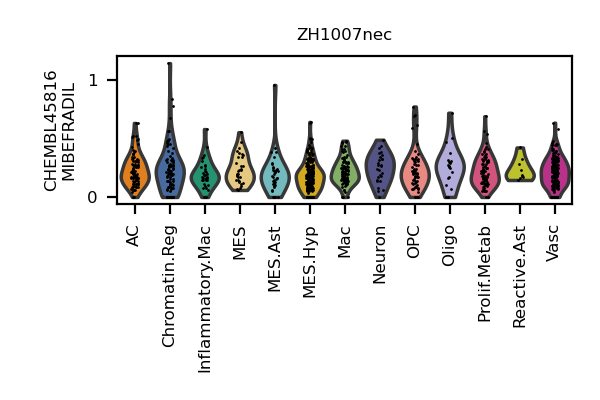 ZH1007nec
CHEMBL45816
MIBEFRADIL
1
0
AC
Chromatin.Reg
Inflammatory.Mac
MES
MES.Ast
MES.Hyp
Mac
Neuron
OPC
Oligo
Prolif.Metab
Reactive.Ast
Vasc